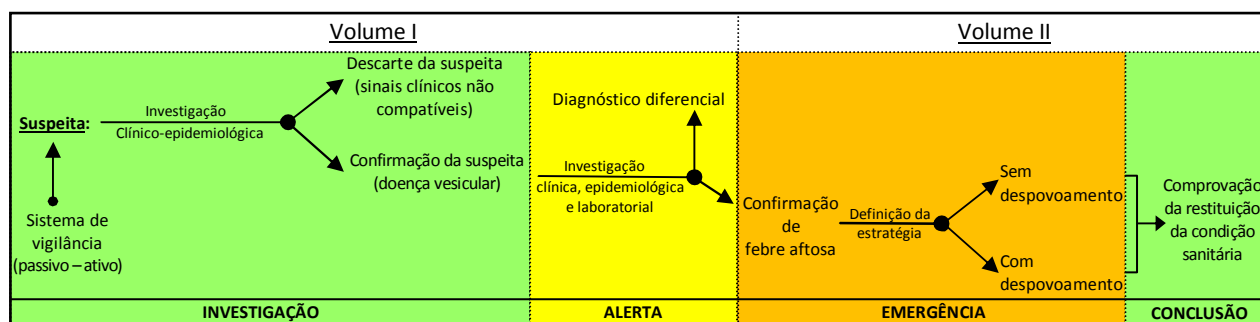 Volume I
Volume II
Descarte da suspeita
(sinais clínicos não
compatíveis)
Suspeita:
Investigação
Clínico-epidemiológica
Confirmação da suspeita
(doença vesicular)
Sistema de
vigilância
(passivo – ativo)
Diagnóstico diferencial
Investigação
clínica, epidemiológica
e laboratorial
Confirmação
de
febre aftosa
Definição da
estratégia
Sem
despovoamento
Com
despovoamento
Comprovação
da restituição
da condição
sanitária
INVESTIGAÇÃO
ALERTA
EMERGÊNCIA
CONCLUSÃO